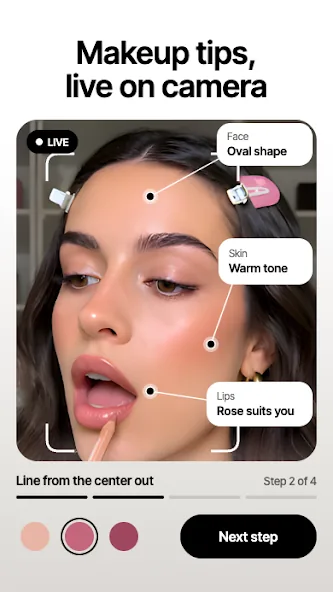 Makeup tips,
live on camera
LIVE
Face
Oval shape
Skin
Warm tone
Lips
Rose suits you
Line from the center out
Step 2 of 4
Next step